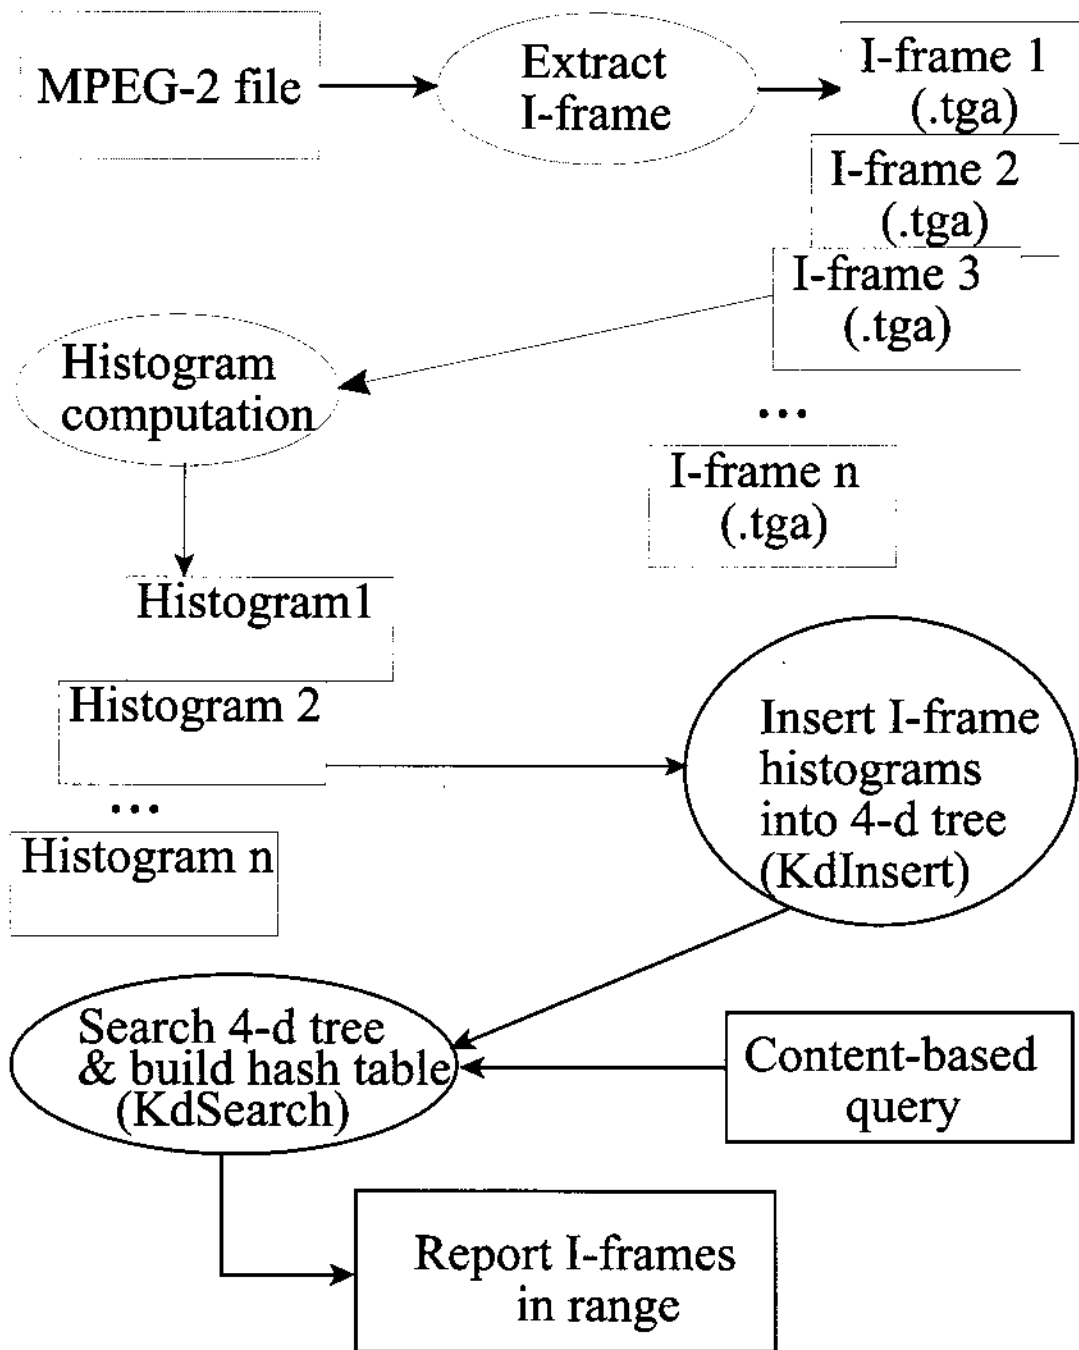 MPEG-2 file
Extract
I-frame
I-frame 1
(.tga)
I-frame 2
(.tga)
I-frame 3
(.tga)
...
I-frame n
(.tga)
Histogram
computation
Histogram1
Histogram 2
...
Histogram n
Insert I-frame
histograms
into 4-d tree
(KdInsert)
Search 4-d tree
& build hash table
(KdSearch)
Content-based
query
Report I-frames
in range